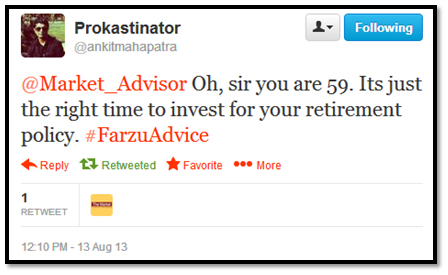 Prokastinator
@ankitmahapatra
Following
@Market_Advisor Oh, sir you are 59. Its just
the right time to invest for your retirement
policy. #FarzuAdvice
Reply Retweeted Favorite More
1
RETWEET
12:10 PM - 13 Aug 13